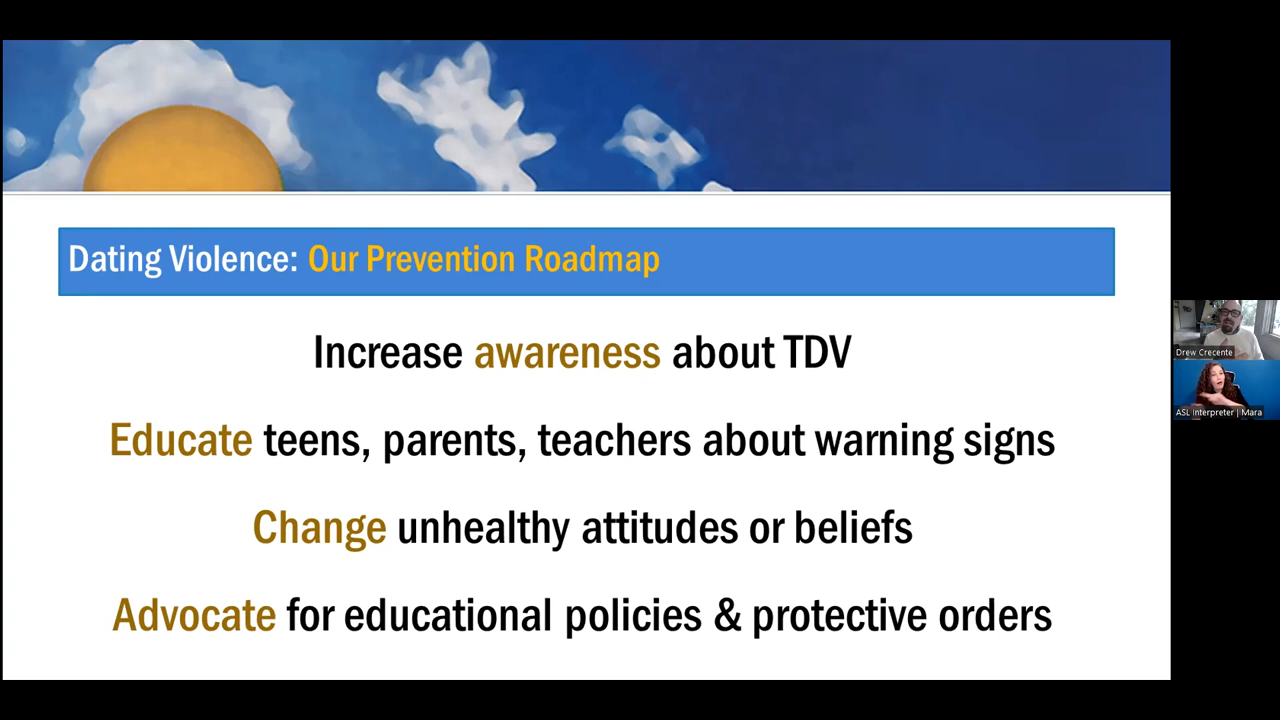 Dating Violence: Our Prevention Roadmap
Increase awareness about TDV
Educate teens, parents, teachers about warning signs
Change unhealthy attitudes or beliefs
Advocate for educational policies & protective orders
Drew Crecente
ASL Interpreter | Mara